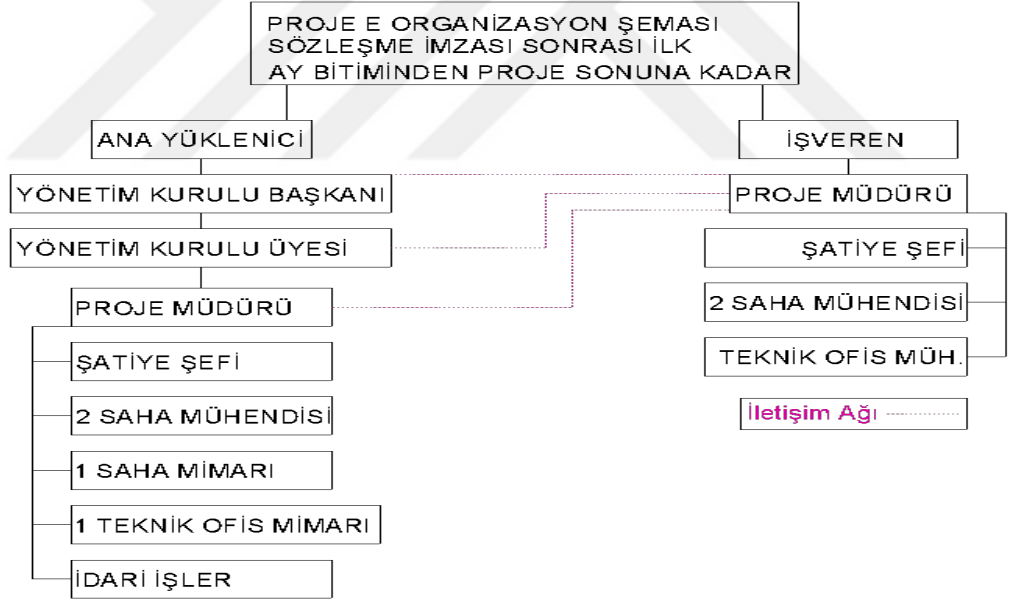 PROJE E ORGANİZASYON ŞEMASI
SÖZLEŞME İMZASI SONRASI İLK
AY BİTİMİNDEN PROJE SONUNA KADAR
ANA YÜKLENİCİ
YÖNETİM KURULU BAŞKANI
YÖNETİM KURULU ÜYESİ
PROJE MÜDÜRÜ
ŞATİYE ŞEFİ
2 SAHA MÜHENDİSİ
1 SAHA MİMARI
1 TEKNİK OFİS MİMARI
İDARİ İŞLER
İŞVEREN
PROJE MÜDÜRÜ
ŞATİYE ŞEFİ
2 SAHA MÜHENDİSİ
TEKNİK OFİS MÜH.
İletişim Ağı